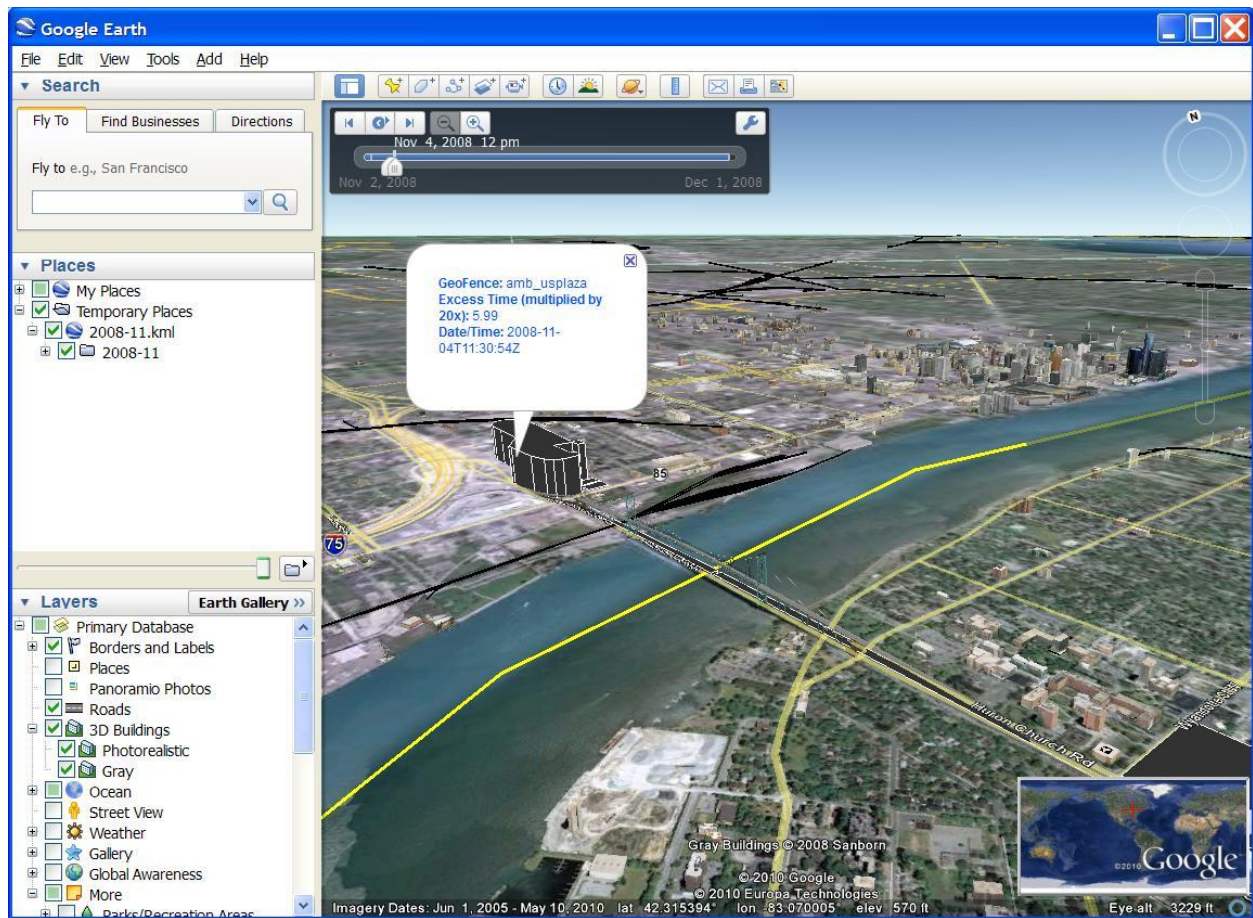 Google Earth
File Edit View Tools Add Help
Search
Fly To Find Businesses Directions
Fly to e.g., San Francisco
Places
My Places
Temporary Places
2008-11.kml
2008-11
Layers Earth Gallery »
Primary Database
Borders and Labels
Places
Panoramio Photos
Roads
3D Buildings
Photorealistic
Gray
Ocean
Street View
Weather
Gallery
Global Awareness
More
Parks/Recreation Areas
Nov 4, 2008 12 pm
Nov 2, 2008 Dec 1, 2008
N
GeoFence: amb_usplaza
Excess Time (multiplied by
20x): 5.99
Date/Time: 2008-11-
04T11:30:54Z
85
75
Huron Church Rd
Gray Buildings © 2008 Sanborn
© 2010 Google
© 2010 Europa Technologies
©2010 Google
Imagery Dates: Jun 1, 2005 - May 10, 2010 lat 42.315394° lon -83.070005° elev 570 ft Eye alt 3229 ft